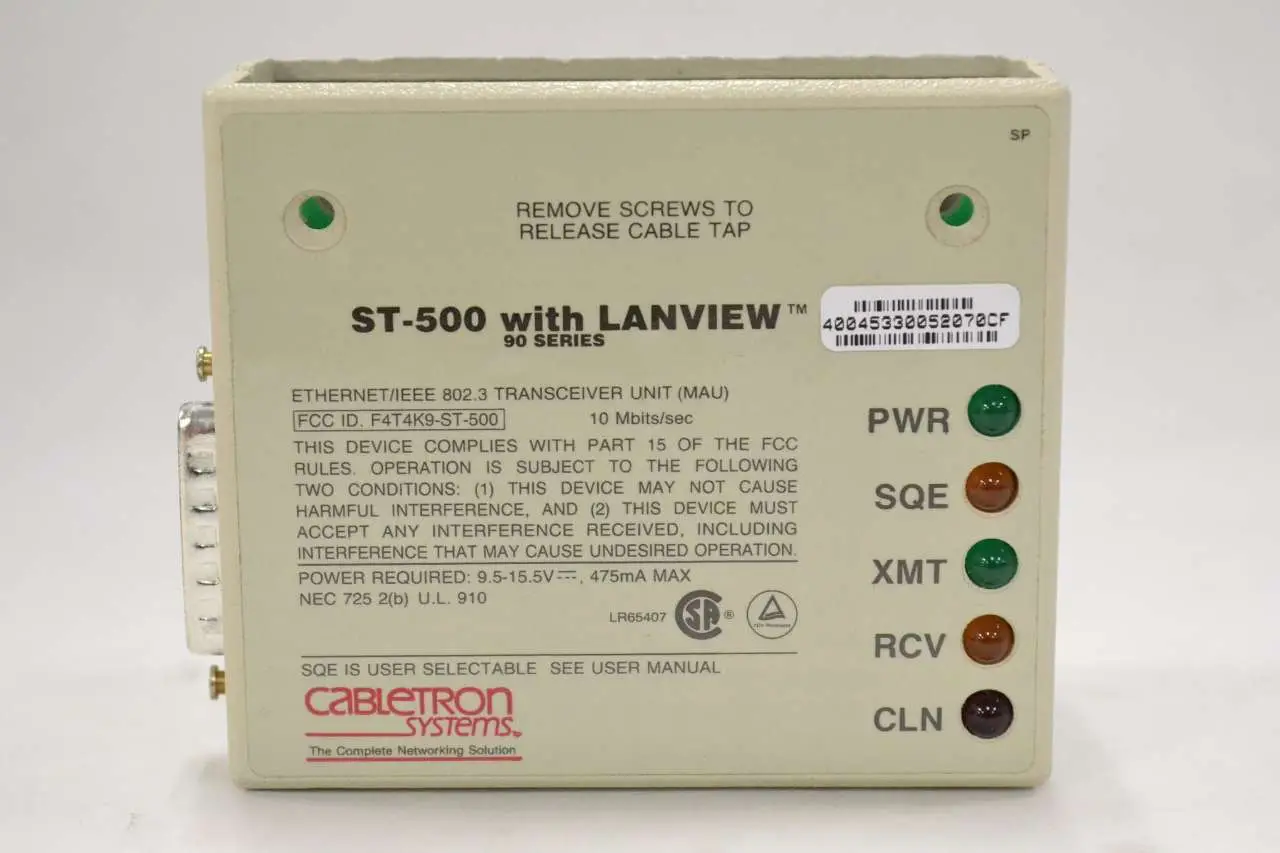 SP
REMOVE SCREWS TO
RELEASE CABLE TAP
ST-500 with LANVIEW™
90 SERIES
40045330052070CF
ETHERNET/IEEE 802.3 TRANSCEIVER UNIT (MAU)
FCC ID. F4T4K9-ST-500 10 Mbits/sec
THIS DEVICE COMPLIES WITH PART 15 OF THE FCC
RULES. OPERATION IS SUBJECT TO THE FOLLOWING
TWO CONDITIONS: (1) THIS DEVICE MAY NOT CAUSE
HARMFUL INTERFERENCE, AND (2) THIS DEVICE MUST
ACCEPT ANY INTERFERENCE RECEIVED, INCLUDING
INTERFERENCE THAT MAY CAUSE UNDESIRED OPERATION.
POWER REQUIRED: 9.5-15.5V⎓, 475mA MAX
NEC 725 2(b) U.L. 910
LR65407 SA®
SQE IS USER SELECTABLE SEE USER MANUAL
CABLETRON
SYSTEMS
The Complete Networking Solution
PWR
SQE
XMT
RCV
CLN